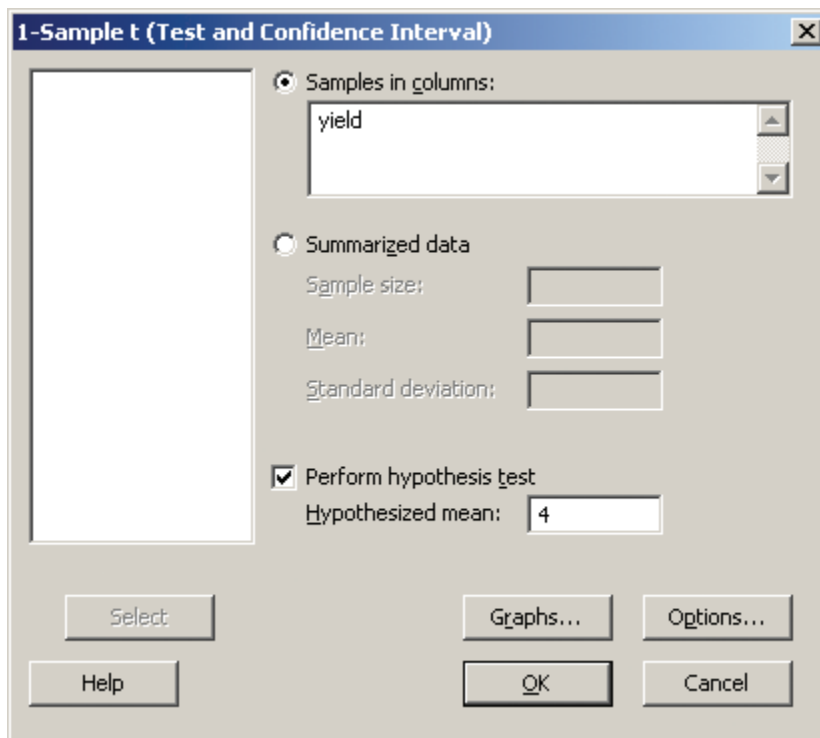 1-Sample t (Test and Confidence Interval)
Samples in columns:
yield
Summarized data
Sample size:
Mean:
Standard deviation:
Perform hypothesis test
Hypothesized mean: 4
Select
Graphs...
Options...
Help
OK
Cancel